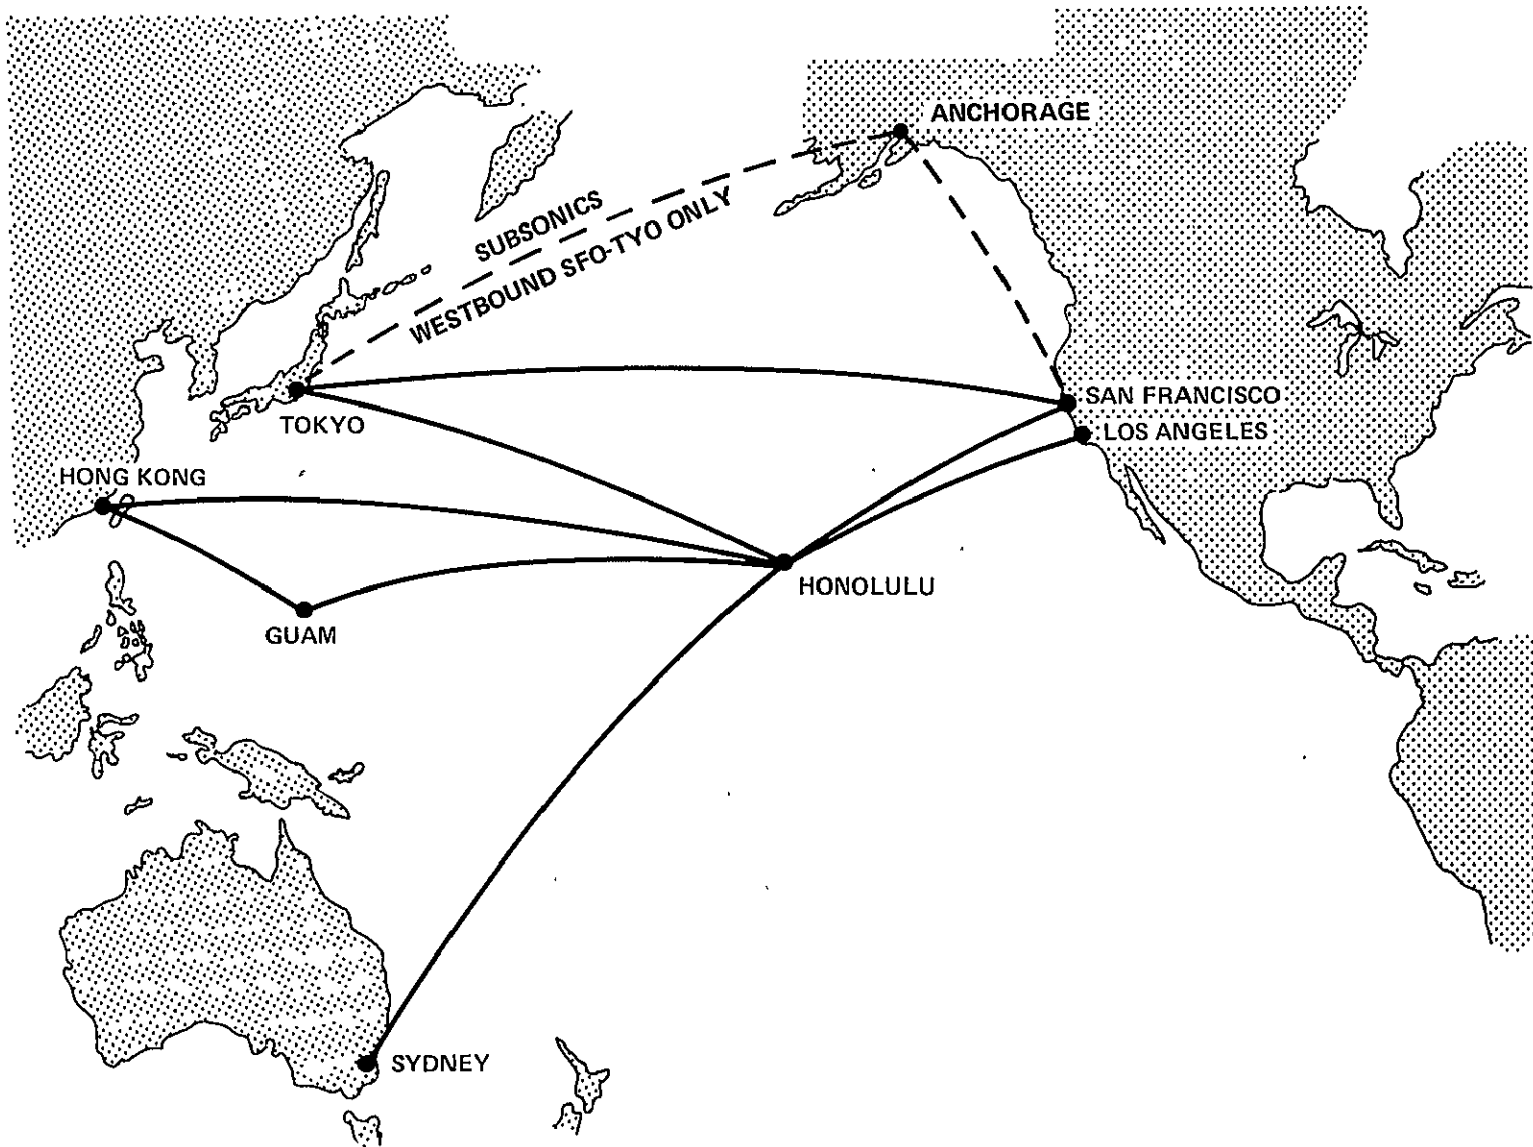 ANCHORAGE
SUBSONICS
WESTBOUND SFO-TYO ONLY
SAN FRANCISCO
TOKYO
LOS ANGELES
HONG KONG
HONOLULU
GUAM
SYDNEY